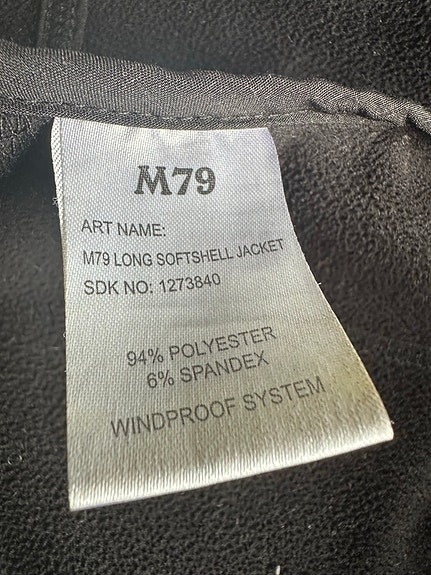 M79
ART NAME:
M79 LONG SOFTSHELL JACKET
SDK NO: 1273840
94% POLYESTER
6% SPANDEX
WINDPROOF SYSTEM